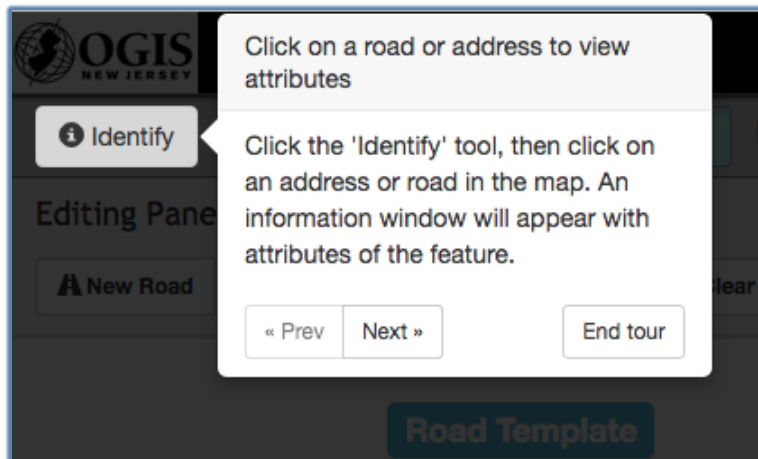 OGIS
NEW JERSEY
Click on a road or address to view
attributes
Identify
Click the 'Identify' tool, then click on
an address or road in the map. An
information window will appear with
attributes of the feature.
Editing Pane
New Road
lear
« Prev
Next »
End tour
Road Template